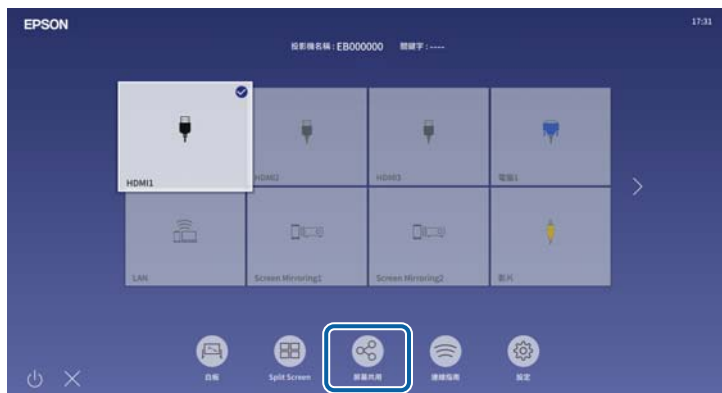 EPSON
17:31
投影機名稱 : EB000000 關鍵字 : ----
HDMI1
HDMI2
HDMI3
電腦1
LAN
Screen Mirroring1
Screen Mirroring2
影片
白板
Split Screen
屏幕共用
連線指南
設定